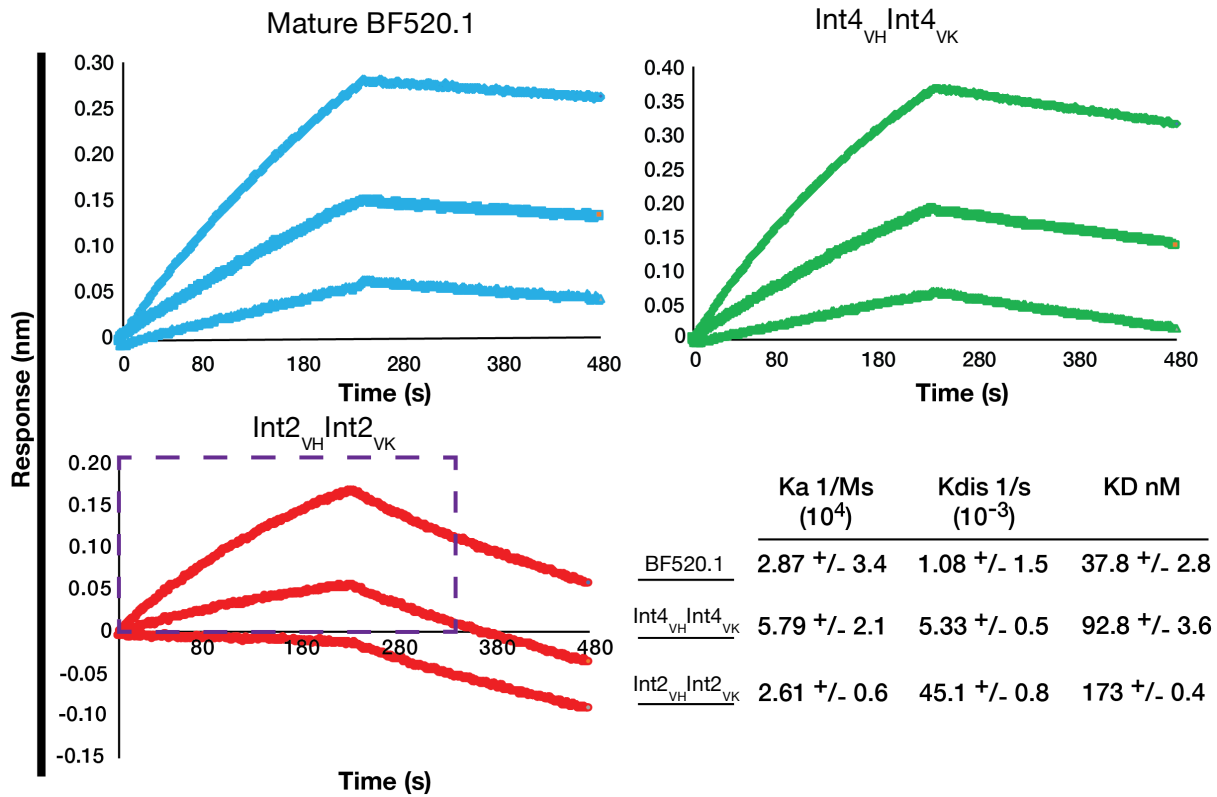 Mature BF520.1
Int4VHInt4VK
Response (nm)
0.30
0.25
0.20
0.15
0.10
0.05
0
0 80 180 280 380 480
Time (s)
0.40
0.35
0.30
0.25
0.20
0.15
0.10
0.05
0
0 80 180 280 380 480
Time (s)
Int2VHInt2VK
0.20
0.15
0.10
0.05
0
-0.05
-0.10
-0.15
80 180 280 380 480
Time (s)
Ka 1/Ms (10^4) Kdis 1/s (10^-3) KD nM
BF520.1 2.87 +/- 3.4 1.08 +/- 1.5 37.8 +/- 2.8
Int4VHInt4VK 5.79 +/- 2.1 5.33 +/- 0.5 92.8 +/- 3.6
Int2VHInt2VK 2.61 +/- 0.6 45.1 +/- 0.8 173 +/- 0.4